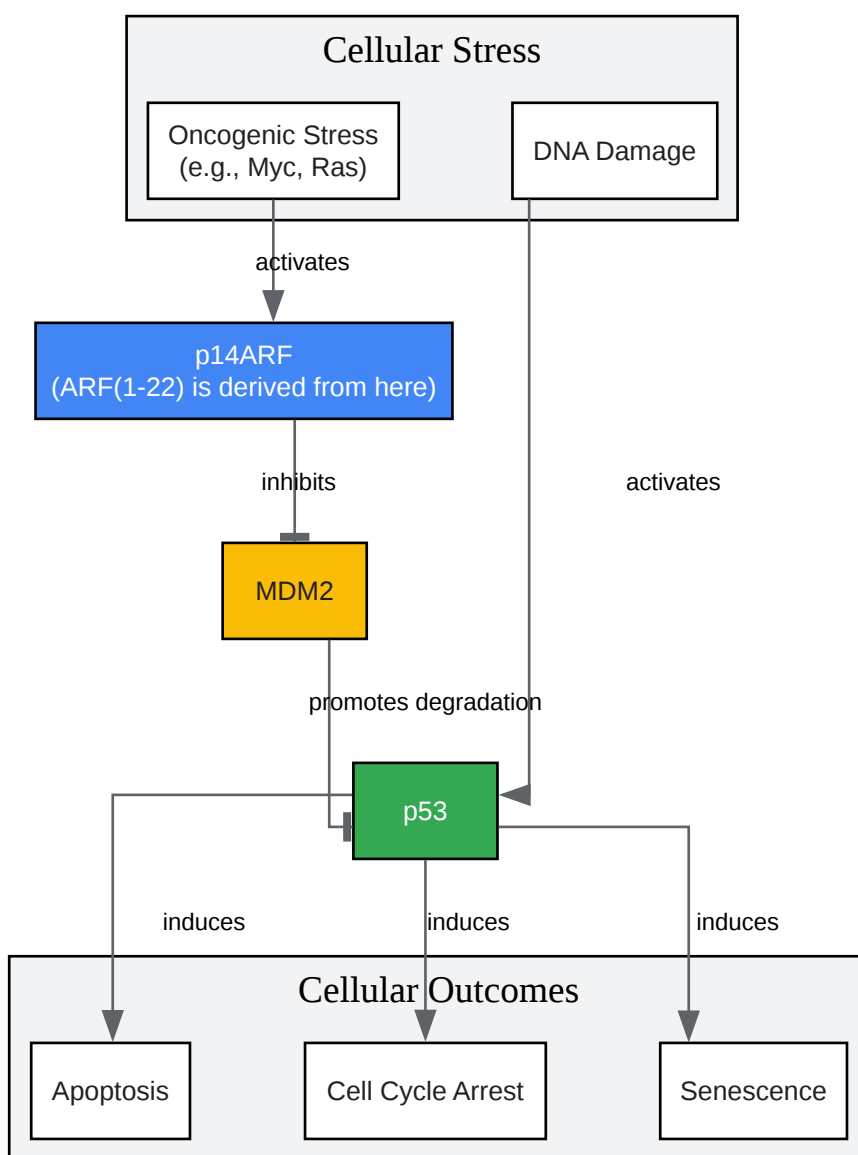 Cellular Stress
Oncogenic Stress
(e.g., Myc, Ras)
DNA Damage
activates
p14ARF
(ARF(1-22) is derived from here)
inhibits
activates
MDM2
promotes degradation
p53
induces
induces
induces
Cellular Outcomes
Apoptosis
Cell Cycle Arrest
Senescence